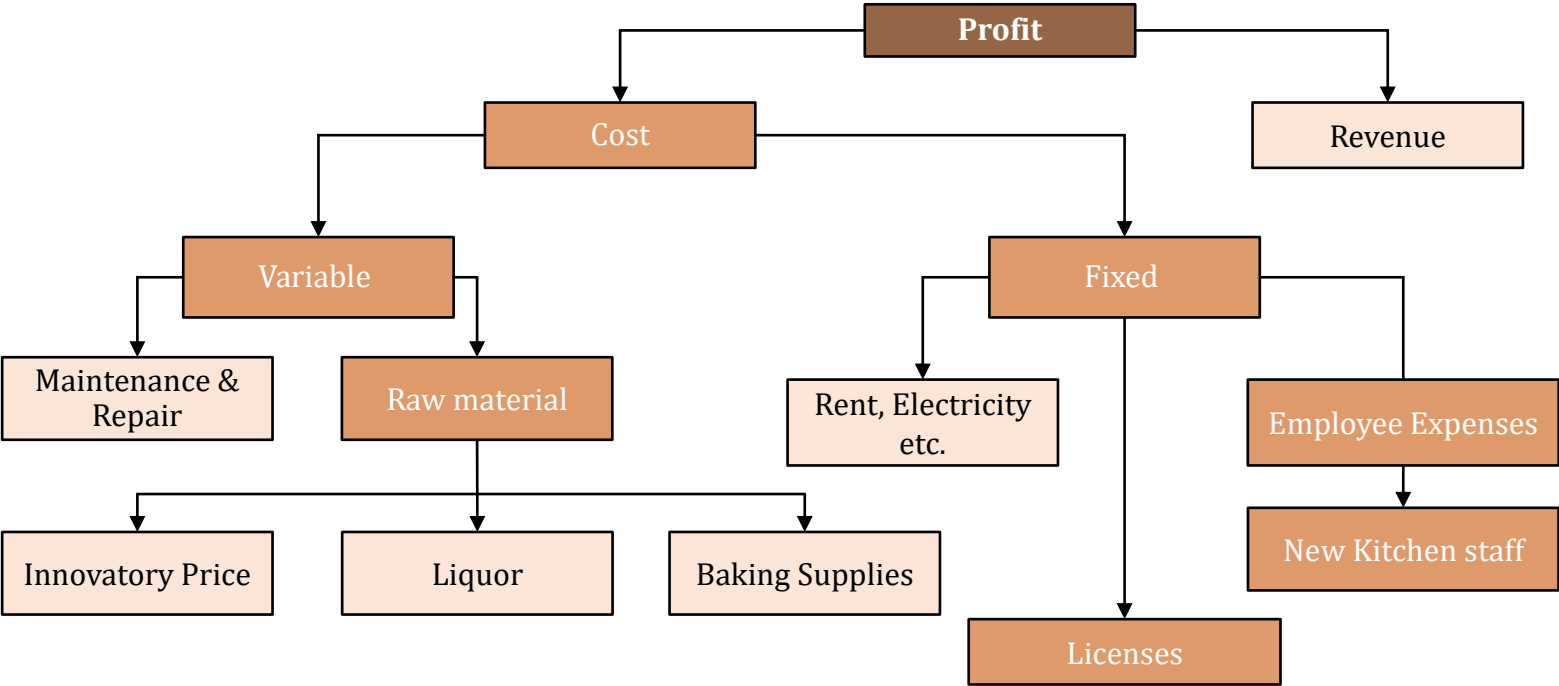 Profit
Cost
Revenue
Variable
Fixed
Maintenance &
Repair
Raw material
Rent, Electricity
etc.
Employee Expenses
Innovatory Price
Liquor
Baking Supplies
New Kitchen staff
Licenses